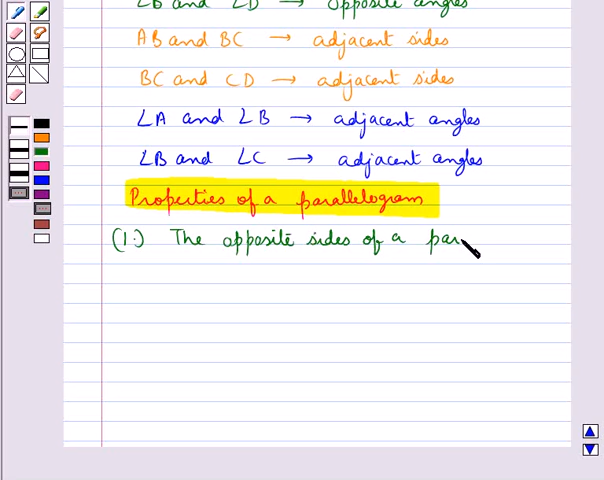 ∠B and ∠D → opposite angles
AB and BC → adjacent sides
BC and CD → adjacent sides
∠A and ∠B → adjacent angles
∠B and ∠C → adjacent angles
Properties of a parallelogram
(1.) The opposite sides of a par